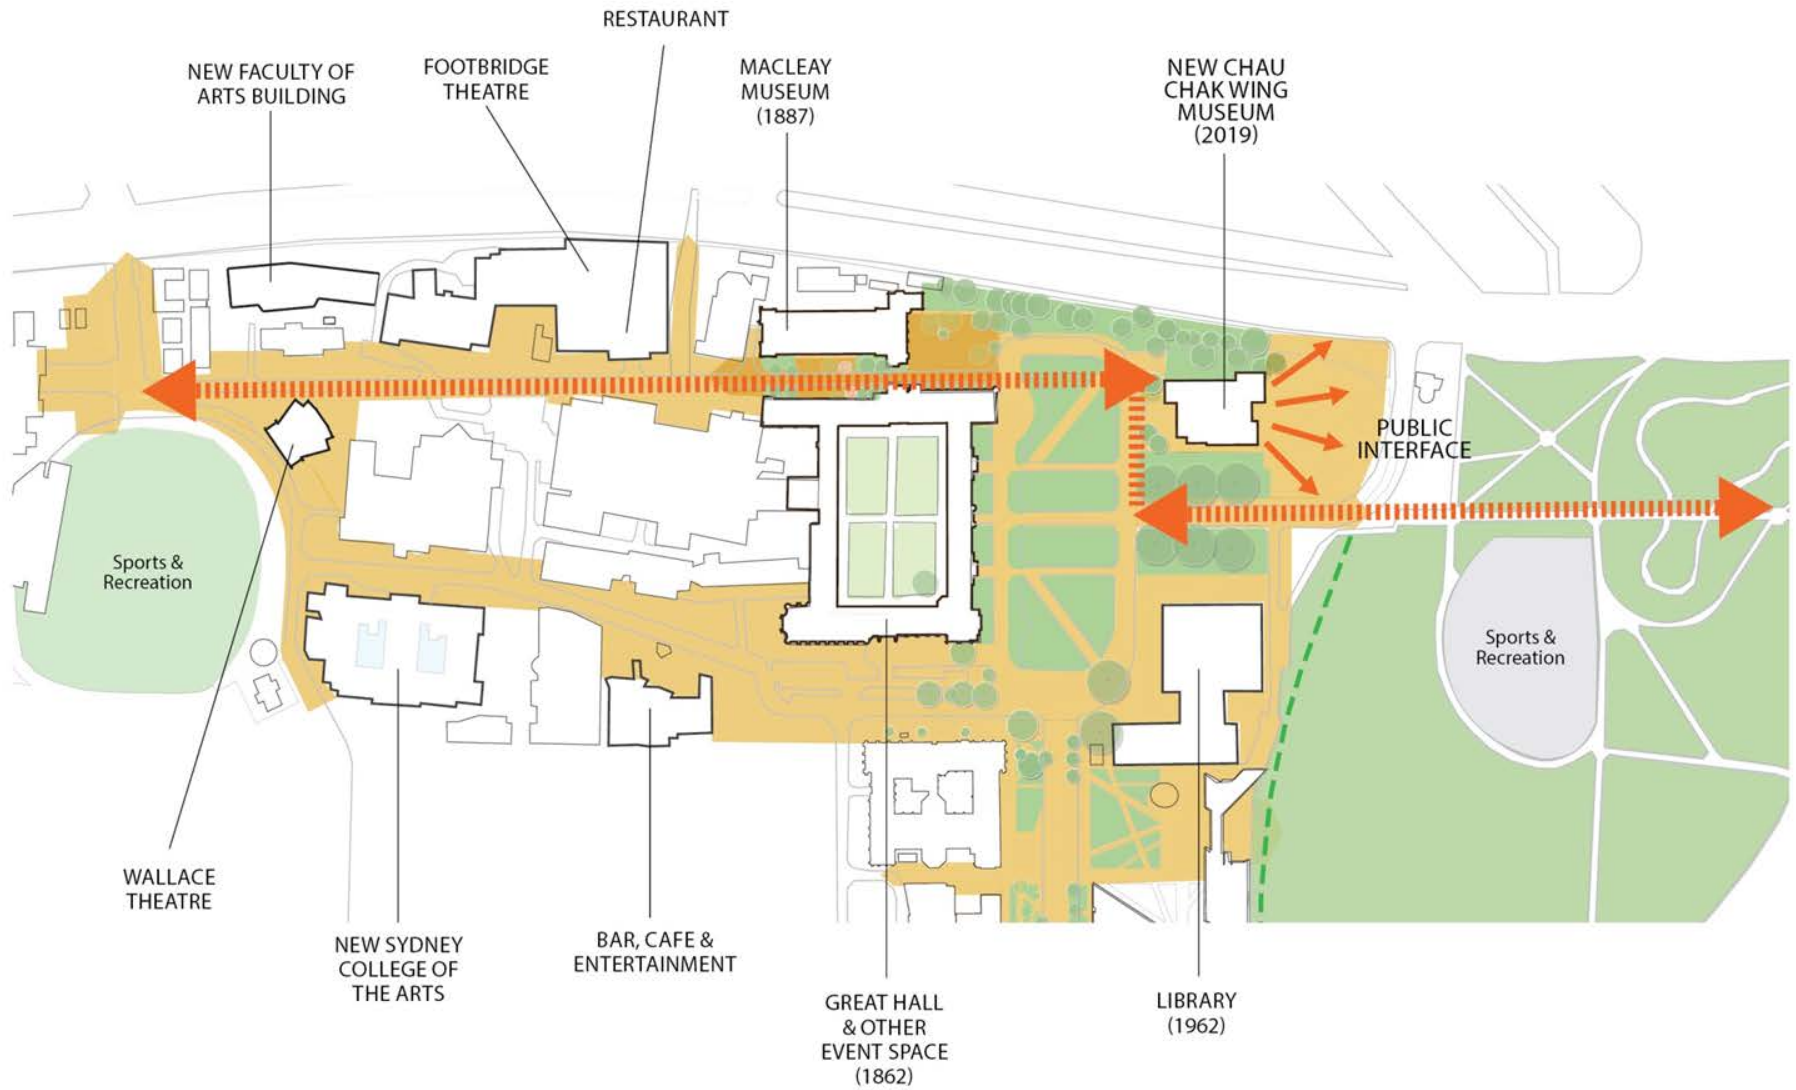 RESTAURANT
NEW FACULTY OF
ARTS BUILDING
FOOTBRIDGE
THEATRE
MACLEAY
MUSEUM
(1887)
NEW CHAU
CHAK WING
MUSEUM
(2019)
PUBLIC
INTERFACE
Sports &
Recreation
Sports &
Recreation
WALLACE
THEATRE
NEW SYDNEY
COLLEGE OF
THE ARTS
BAR, CAFE &
ENTERTAINMENT
GREAT HALL
& OTHER
EVENT SPACE
(1862)
LIBRARY
(1962)